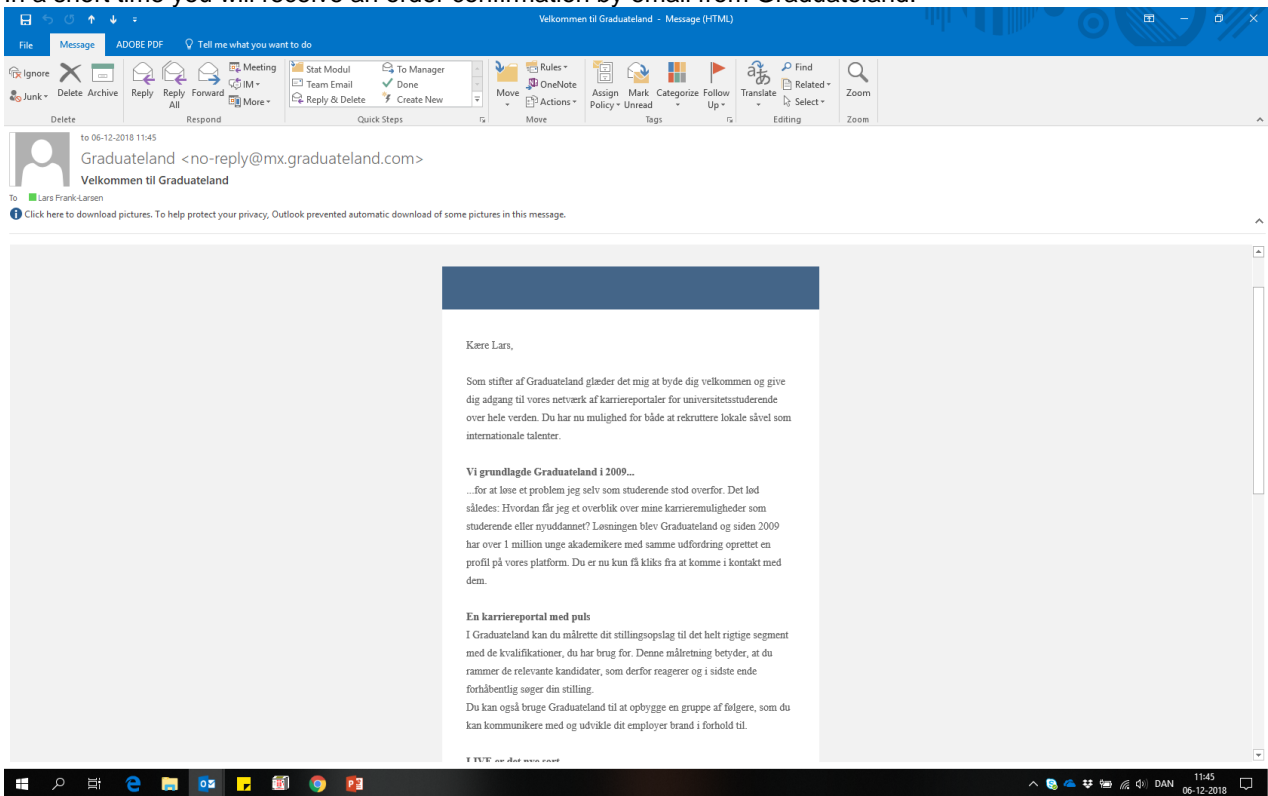 In a short time you will receive an order confirmation by email from Graduateland.
Velkommen til Graduateland - Message (HTML)
File Message ADOBE PDF Tell me what you want to do
Ignore
Junk
Delete Archive
Reply Reply All Forward
Meeting
IM
More
Stat Modul To Manager
Team Email Done
Reply & Delete Create New
Move
Rules
OneNote
Actions
Assign Policy Mark Unread Categorize Follow Up
Translate
Find
Related
Select
Zoom
Delete Respond Quick Steps Move Tags Editing Zoom
to 06-12-2018 11:45
Graduateland <no-reply@mx.graduateland.com>
Velkommen til Graduateland
To Lars Frank-Larsen
Click here to download pictures. To help protect your privacy, Outlook prevented automatic download of some pictures in this message.
Kære Lars,
Som stifter af Graduateland glæder det mig at byde dig velkommen og give
dig adgang til vores netværk af karriereportaler for universitetsstuderende
over hele verden. Du har nu mulighed for både at rekruttere lokale såvel som
internationale talenter.
Vi grundlagde Graduateland i 2009...
...for at løse et problem jeg selv som studerende stod overfor. Det lød
således: Hvordan får jeg et overblik over mine karrieremuligheder som
studerende eller nyuddannet? Løsningen blev Graduateland og siden 2009
har over 1 million unge akademikere med samme udfordring oprettet en
profil på vores platform. Du er nu kun få kliks fra at komme i kontakt med
dem.
En karriereportal med puls
I Graduateland kan du målrette dit stillingsopslag til det helt rigtige segment
med de kvalifikationer, du har brug for. Denne målretning betyder, at du
rammer de relevante kandidater, som derfor reagerer og i sidste ende
forhåbentlig søger din stilling.
Du kan også bruge Graduateland til at opbygge en gruppe af følgere, som du
kan kommunikere med og udvikle dit employer brand i forhold til.
LIVE er det nye sort
DAN
11:45
06-12-2018